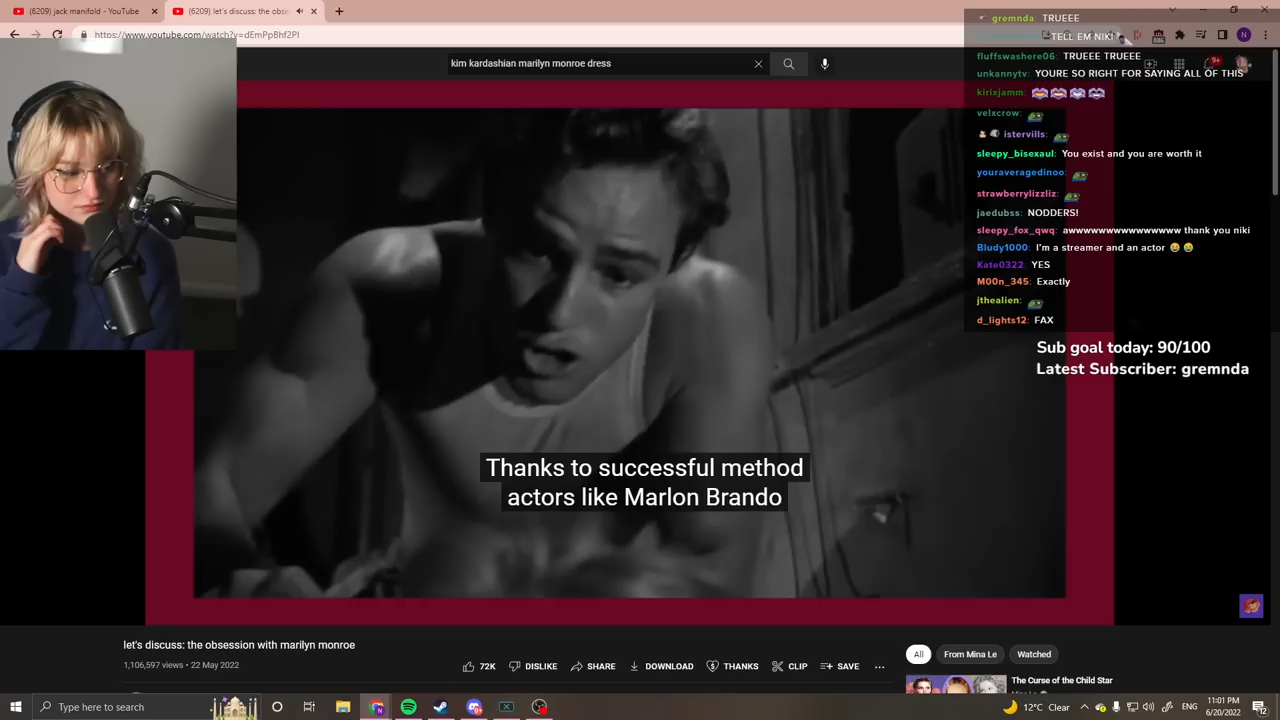 (6209) jack manifold - YouTube
(6209) let's discuss: the obse
https://www.youtube.com/watch?v=dEmPpBhf2PI
kim kardashian marilyn monroe dress
gremnda: TRUEEE
TELL EM NIKI
fluffswashere06: TRUEEE TRUEEE
unkannytv: YOURE SO RIGHT FOR SAYING ALL OF THIS
kirixjamm:
velxcrow:
istervills:
sleepy_bisexaul: You exist and you are worth it
youraveragedinoo:
strawberrylizzliz:
jaedubss: NODDERS!
sleepy_fox_qwq: awwwwwwwwwwwwwwww thank you niki
Bludy1000: I'm a streamer and an actor
Kate0322: YES
M00n_345: Exactly
jthealien:
d_lights12: FAX
Sub goal today: 90/100
Latest Subscriber: gremnda
Thanks to successful method
actors like Marlon Brando
let's discuss: the obsession with marilyn monroe
1,106,597 views • 22 May 2022
72K DISLIKE SHARE DOWNLOAD THANKS CLIP SAVE
All From Mina Le Watched
The Curse of the Child Star
Type here to search
12°C Clear
11:01 PM
6/20/2022
12